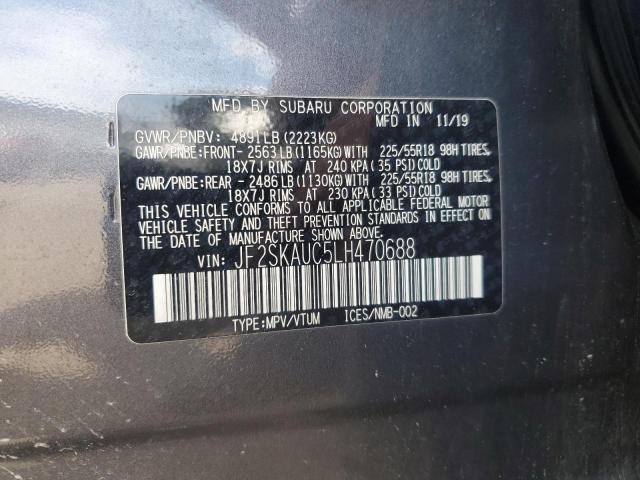 MFD. BY SUBARU CORPORATION
MFD IN 11/19
GVWR/PNBV: 4891LB (2223KG)
GAWR/PNBE:FRONT- 2563LB(1165KG)WITH 225/55R18 98H TIRES,
18X7J RIMS AT 240 KPA (35 PSI)COLD
GAWR/PNBE:REAR - 2486LB(1130KG)WITH 225/55R18 98H TIRES,
18X7J RIMS AT 230 KPA (33 PSI)COLD
THIS VEHICLE CONFORMS TO ALL APPLICABLE FEDERAL MOTOR
VEHICLE SAFETY AND THEFT PREVENTION STANDARDS IN
EFFECT ON THE DATE OF MANUFACTURE SHOWN ABOVE.
VIN: JF2SKAUC5LH470688
TYPE:MPV/VTUM ICES/NMB-002